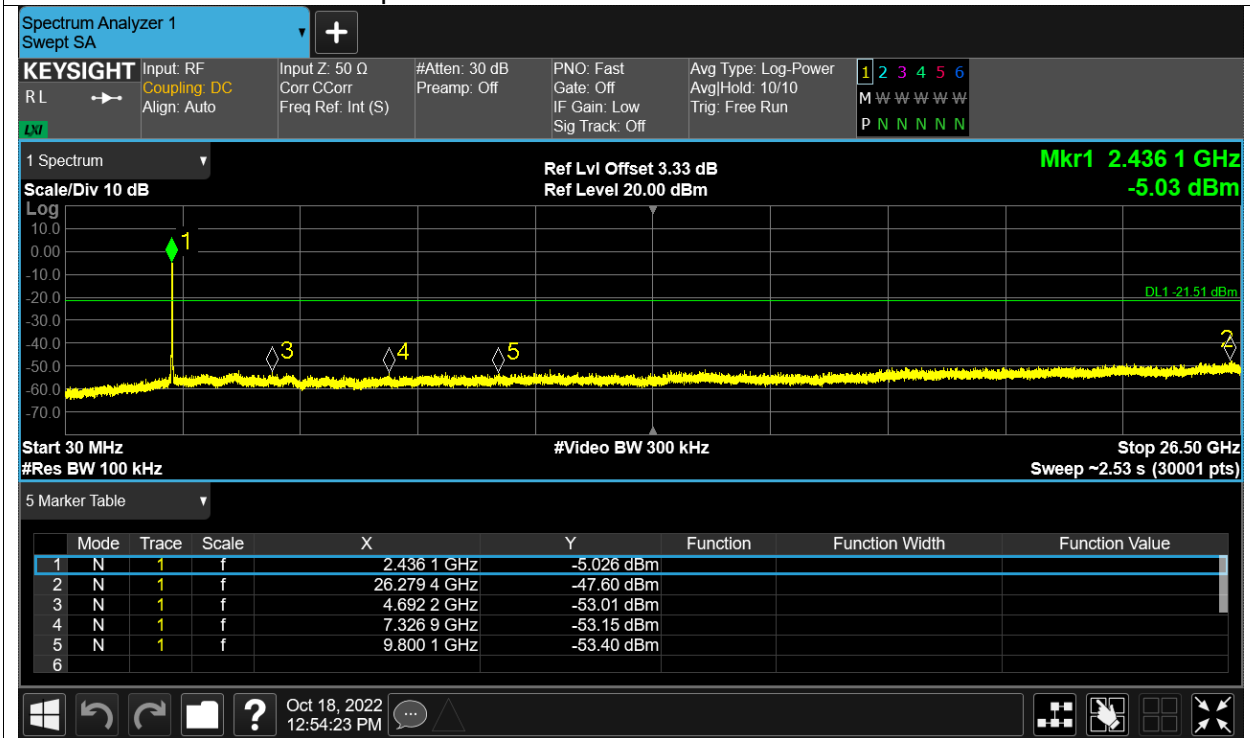 Spectrum Analyzer 1
Swept SA
+
KEYSIGHT Input: RF Input Z: 50 Ω #Atten: 30 dB PNO: Fast Avg Type: Log-Power 1 2 3 4 5 6
R L Coupling: DC Corr CCorr Preamp: Off Gate: Off Avg|Hold: 10/10 M W W W W W W
Align: Auto Freq Ref: Int (S) IF Gain: Low Trig: Free Run
LXI Sig Track: Off P N N N N N N
1 Spectrum Ref Lvl Offset 3.33 dB Mkr1 2.436 1 GHz
Scale/Div 10 dB Ref Level 20.00 dBm -5.03 dBm
Log
10.0
1
0.00
-10.0
-20.0 DL1 -21.51 dBm
-30.0
-40.0 3 4 5 2
-50.0
-60.0
-70.0
Start 30 MHz #Video BW 300 kHz Stop 26.50 GHz
#Res BW 100 kHz Sweep ~2.53 s (30001 pts)
5 Marker Table
Mode Trace Scale X Y Function Function Width Function Value
1 N 1 f 2.436 1 GHz -5.026 dBm
2 N 1 f 26.279 4 GHz -47.60 dBm
3 N 1 f 4.692 2 GHz -53.01 dBm
4 N 1 f 7.326 9 GHz -53.15 dBm
5 N 1 f 9.800 1 GHz -53.40 dBm
6
? Oct 18, 2022
12:54:23 PM